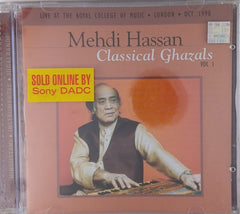 LIVE AT THE ROYAL COLLEGE OF MUSIC • LONDON • OCT. 1990
Mehdi Hassan
Classical Ghazals
VOL 1
SOLD ONLINE BY
Sony DADC